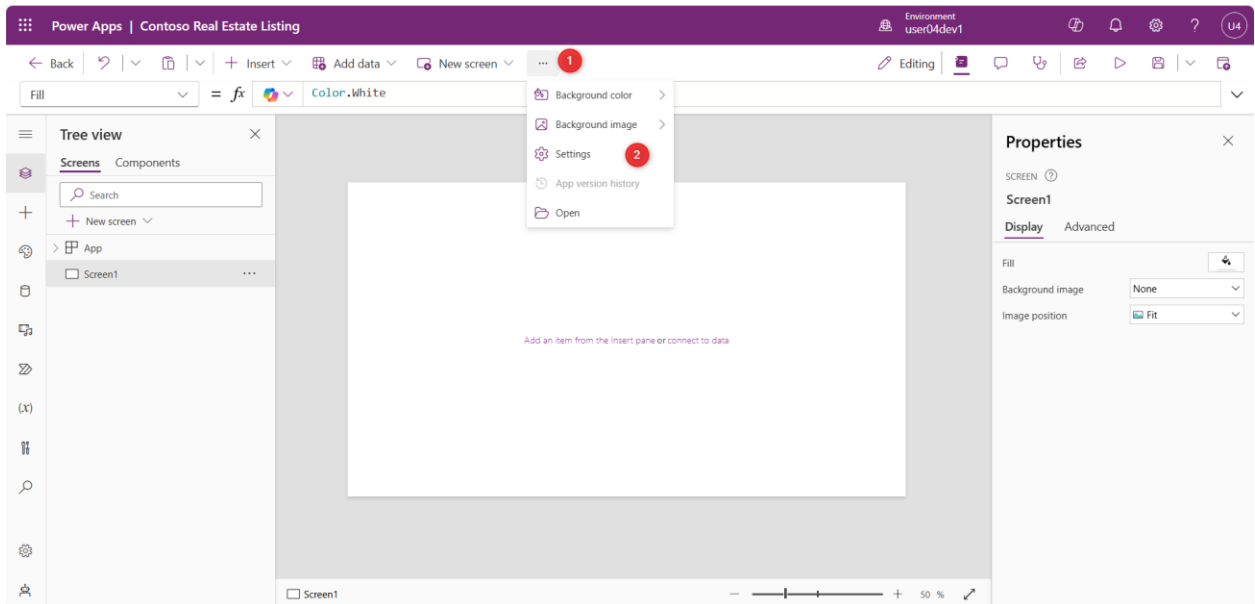 Power Apps | Contoso Real Estate Listing
Environment
user04dev1
?
U4
Back
Insert
Add data
New screen
...
1
Editing
Fill
= fx
Color.White
Background color
Background image
Settings
2
App version history
Open
Tree view
Screens Components
Search
New screen
App
Screen1
...
(x)
Add an item from the Insert pane or connect to data
Properties
SCREEN ?
Screen1
Display Advanced
Fill
Background image None
Image position Fit
Screen1
50 %